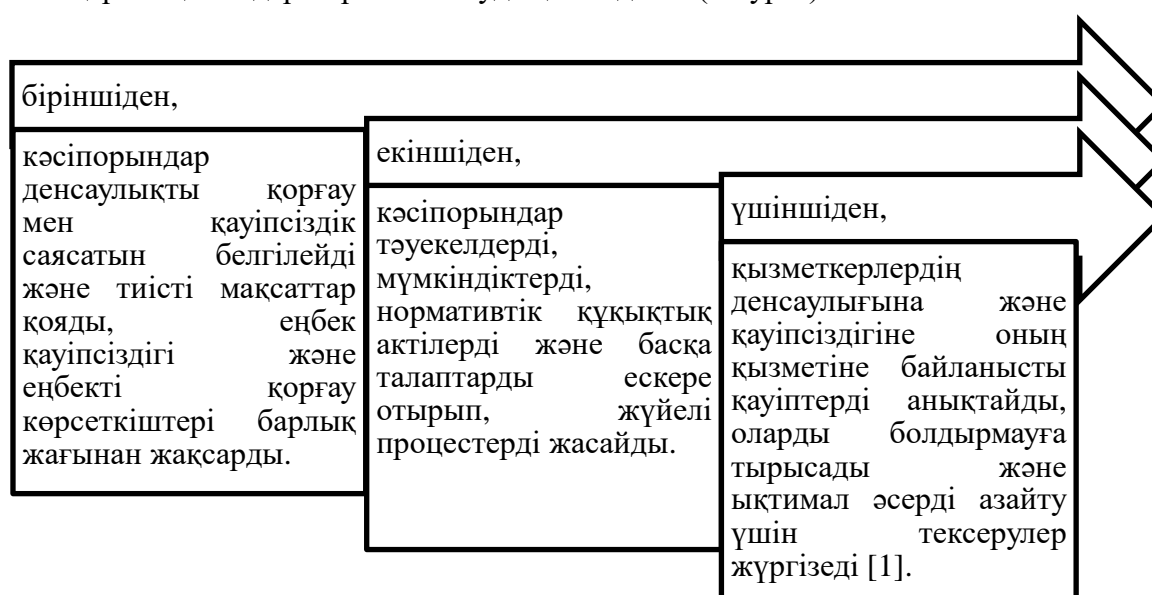 біріншіден,
кәсіпорындар
денсаулықты қорғау
мен қауіпсіздік
саясатын белгілейді
және тиісті мақсаттар
қояды, еңбек
қауіпсіздігі және
еңбекті қорғау
көрсеткіштері барлық
жағынан жақсарды.
екіншіден,
кәсіпорындар
тәуекелдерді,
мүмкіндіктерді,
нормативтік құқықтық
актілерді және басқа
талаптарды ескере
отырып, жүйелі
процестерді жасайды.
үшіншіден,
қызметкерлердің
денсаулығына және
қауіпсіздігіне оның
қызметіне байланысты
қауіптерді анықтайды,
оларды болдырмауға
тырысады және
ықтимал әсерді азайту
үшін тексерулер
жүргізеді [1].